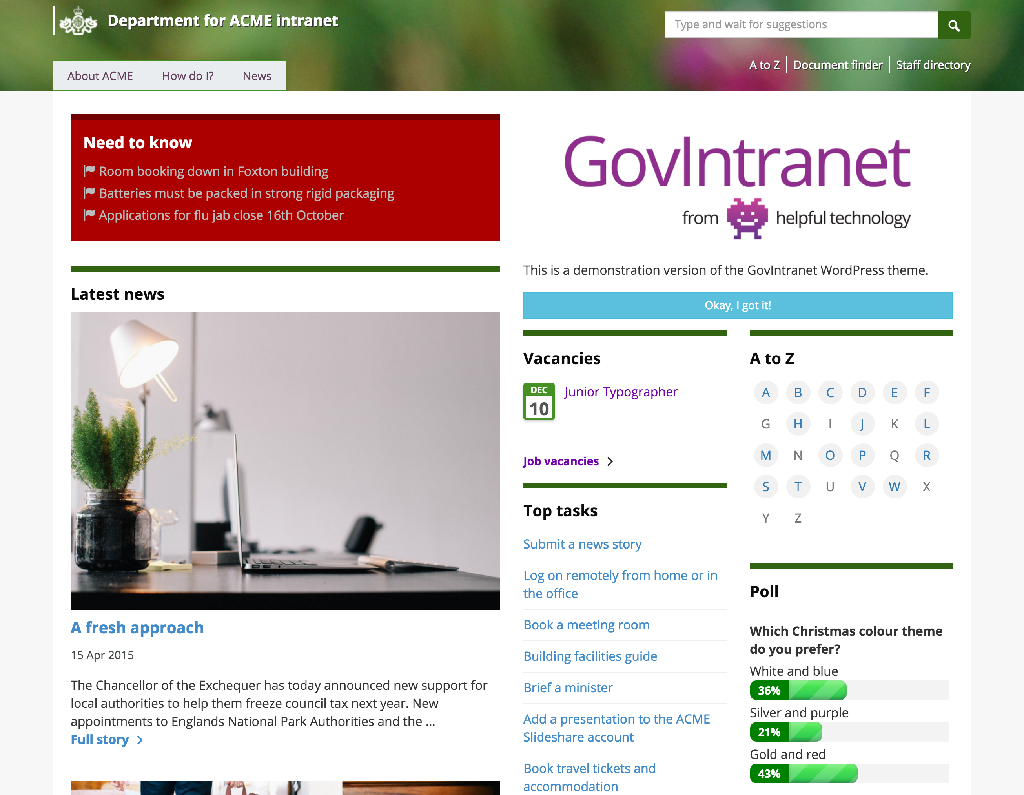 Department for ACME intranet
Type and wait for suggestions
About ACME
How do I?
News
A to Z
Document finder
Staff directory
Need to know
Room booking down in Foxton building
Batteries must be packed in strong rigid packaging
Applications for flu jab close 16th October
GovIntranet
from helpful technology
This is a demonstration version of the GovIntranet WordPress theme.
Okay, I got it!
Latest news
A fresh approach
15 Apr 2015
The Chancellor of the Exchequer has today announced new support for
local authorities to help them freeze council tax next year. New
appointments to Englands National Park Authorities and the ...
Full story
Vacancies
DEC
10
Junior Typographer
Job vacancies
Top tasks
Submit a news story
Log on remotely from home or in
the office
Book a meeting room
Building facilities guide
Brief a minister
Add a presentation to the ACME
Slideshare account
Book travel tickets and
accommodation
A to Z
A B C D E F
G H I J K L
M N O P Q R
S T U V W X
Y Z
Poll
Which Christmas colour theme
do you prefer?
White and blue
36%
Silver and purple
21%
Gold and red
43%